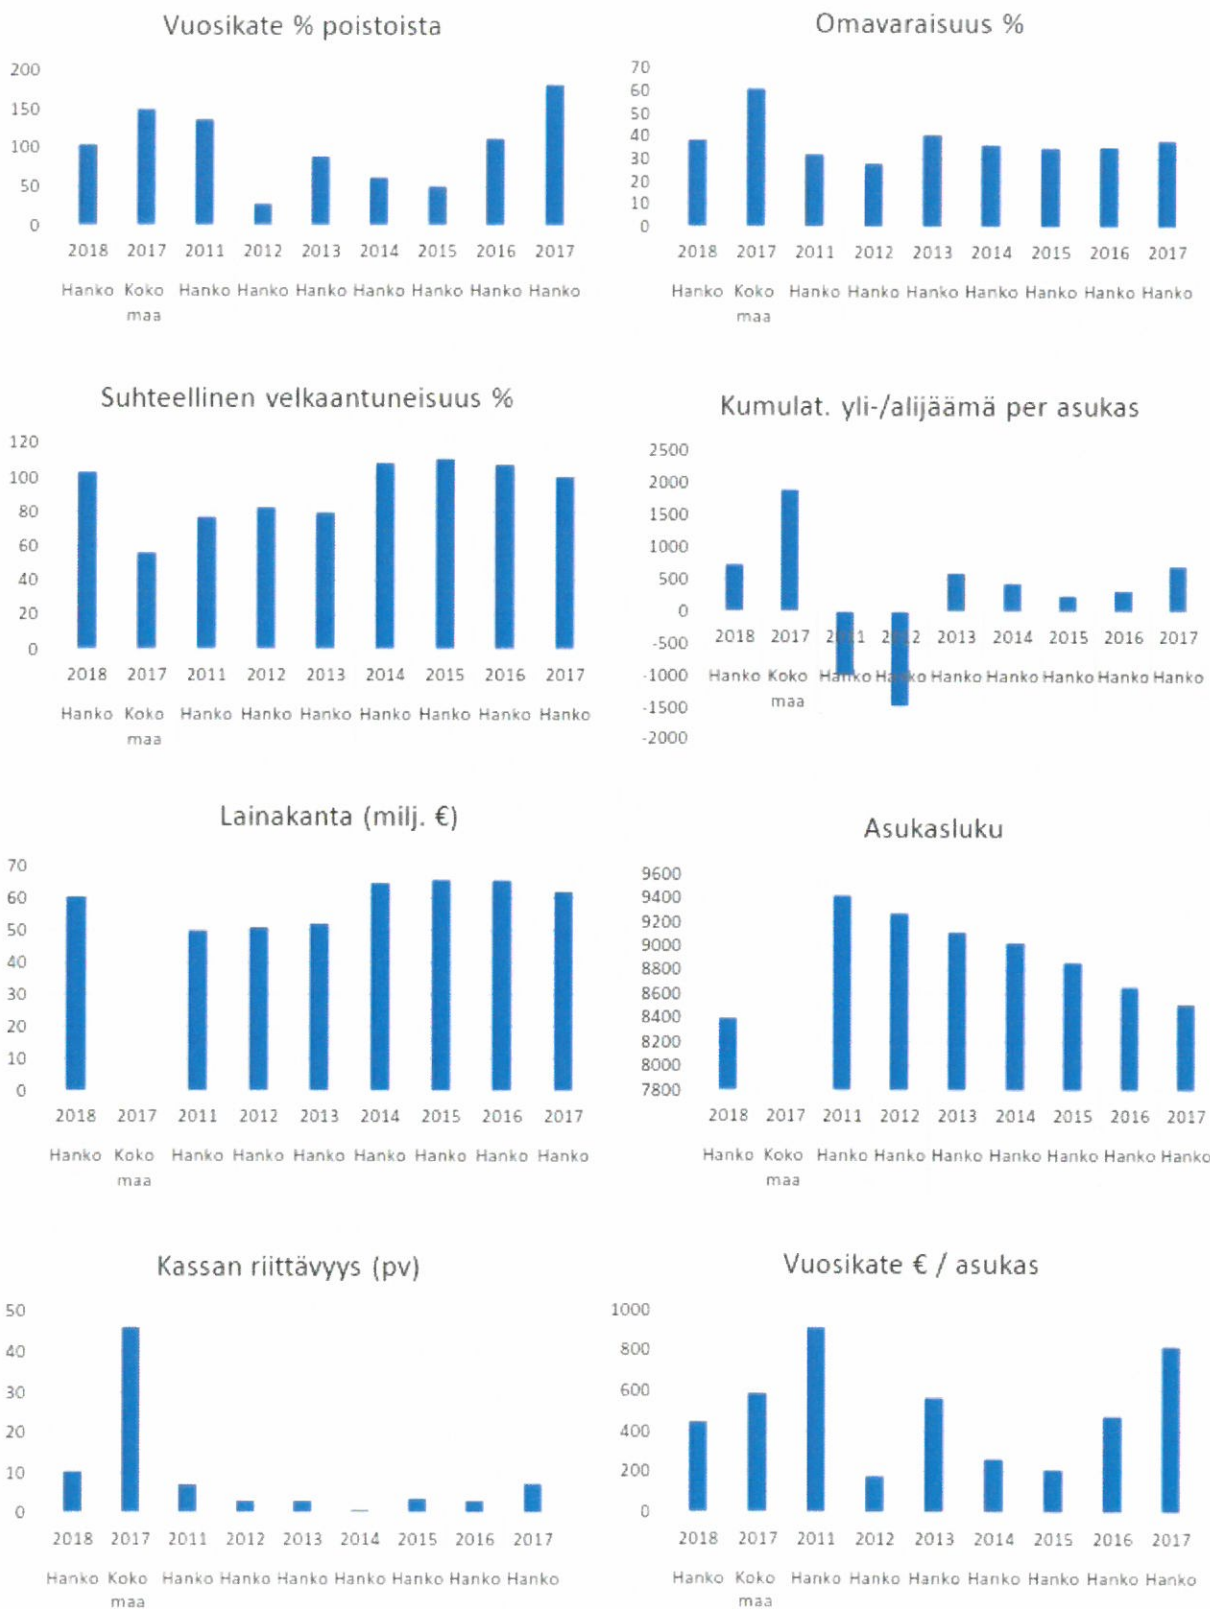 Vuosikate % poistoista
200
150
100
50
0
2018 2017 2011 2012 2013 2014 2015 2016 2017
Hanko Koko Hanko Hanko Hanko Hanko Hanko Hanko Hanko
maa
Omavaraisuus %
70
60
50
40
30
20
10
0
2018 2017 2011 2012 2013 2014 2015 2016 2017
Hanko Koko Hanko Hanko Hanko Hanko Hanko Hanko Hanko
maa
Suhteellinen velkaantuneisuus %
120
100
80
60
40
20
0
2018 2017 2011 2012 2013 2014 2015 2016 2017
Hanko Koko Hanko Hanko Hanko Hanko Hanko Hanko Hanko
maa
Kumulat. yli-/alijäämä per asukas
2500
2000
1500
1000
500
0
-500
-1000
-1500
-2000
2018 2017 2011 2012 2013 2014 2015 2016 2017
Hanko Koko Hanko Hanko Hanko Hanko Hanko Hanko Hanko
maa
Lainakanta (milj. €)
70
60
50
40
30
20
10
0
2018 2017 2011 2012 2013 2014 2015 2016 2017
Hanko Koko Hanko Hanko Hanko Hanko Hanko Hanko Hanko
maa
Asukasluku
9600
9400
9200
9000
8800
8600
8400
8200
8000
7800
2018 2017 2011 2012 2013 2014 2015 2016 2017
Hanko Koko Hanko Hanko Hanko Hanko Hanko Hanko Hanko
maa
Kassan riittävyys (pv)
50
40
30
20
10
0
2018 2017 2011 2012 2013 2014 2015 2016 2017
Hanko Koko Hanko Hanko Hanko Hanko Hanko Hanko Hanko
maa
Vuosikate € / asukas
1000
800
600
400
200
0
2018 2017 2011 2012 2013 2014 2015 2016 2017
Hanko Koko Hanko Hanko Hanko Hanko Hanko Hanko Hanko
maa